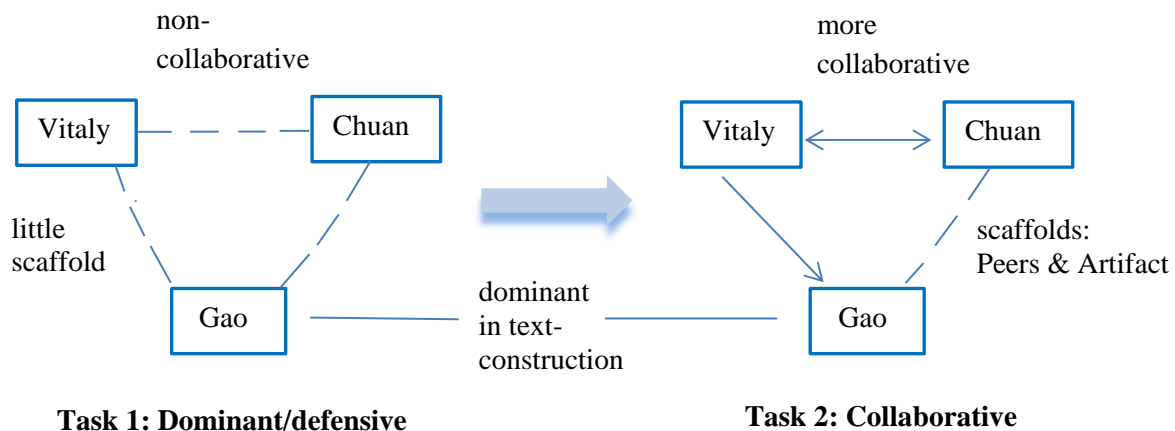 non-
collaborative
Vitaly
Chuan
little
scaffold
Gao
Task 1: Dominant/defensive
dominant
in text-
construction
more
collaborative
Vitaly
Chuan
scaffolds:
Peers & Artifact
Gao
Task 2: Collaborative